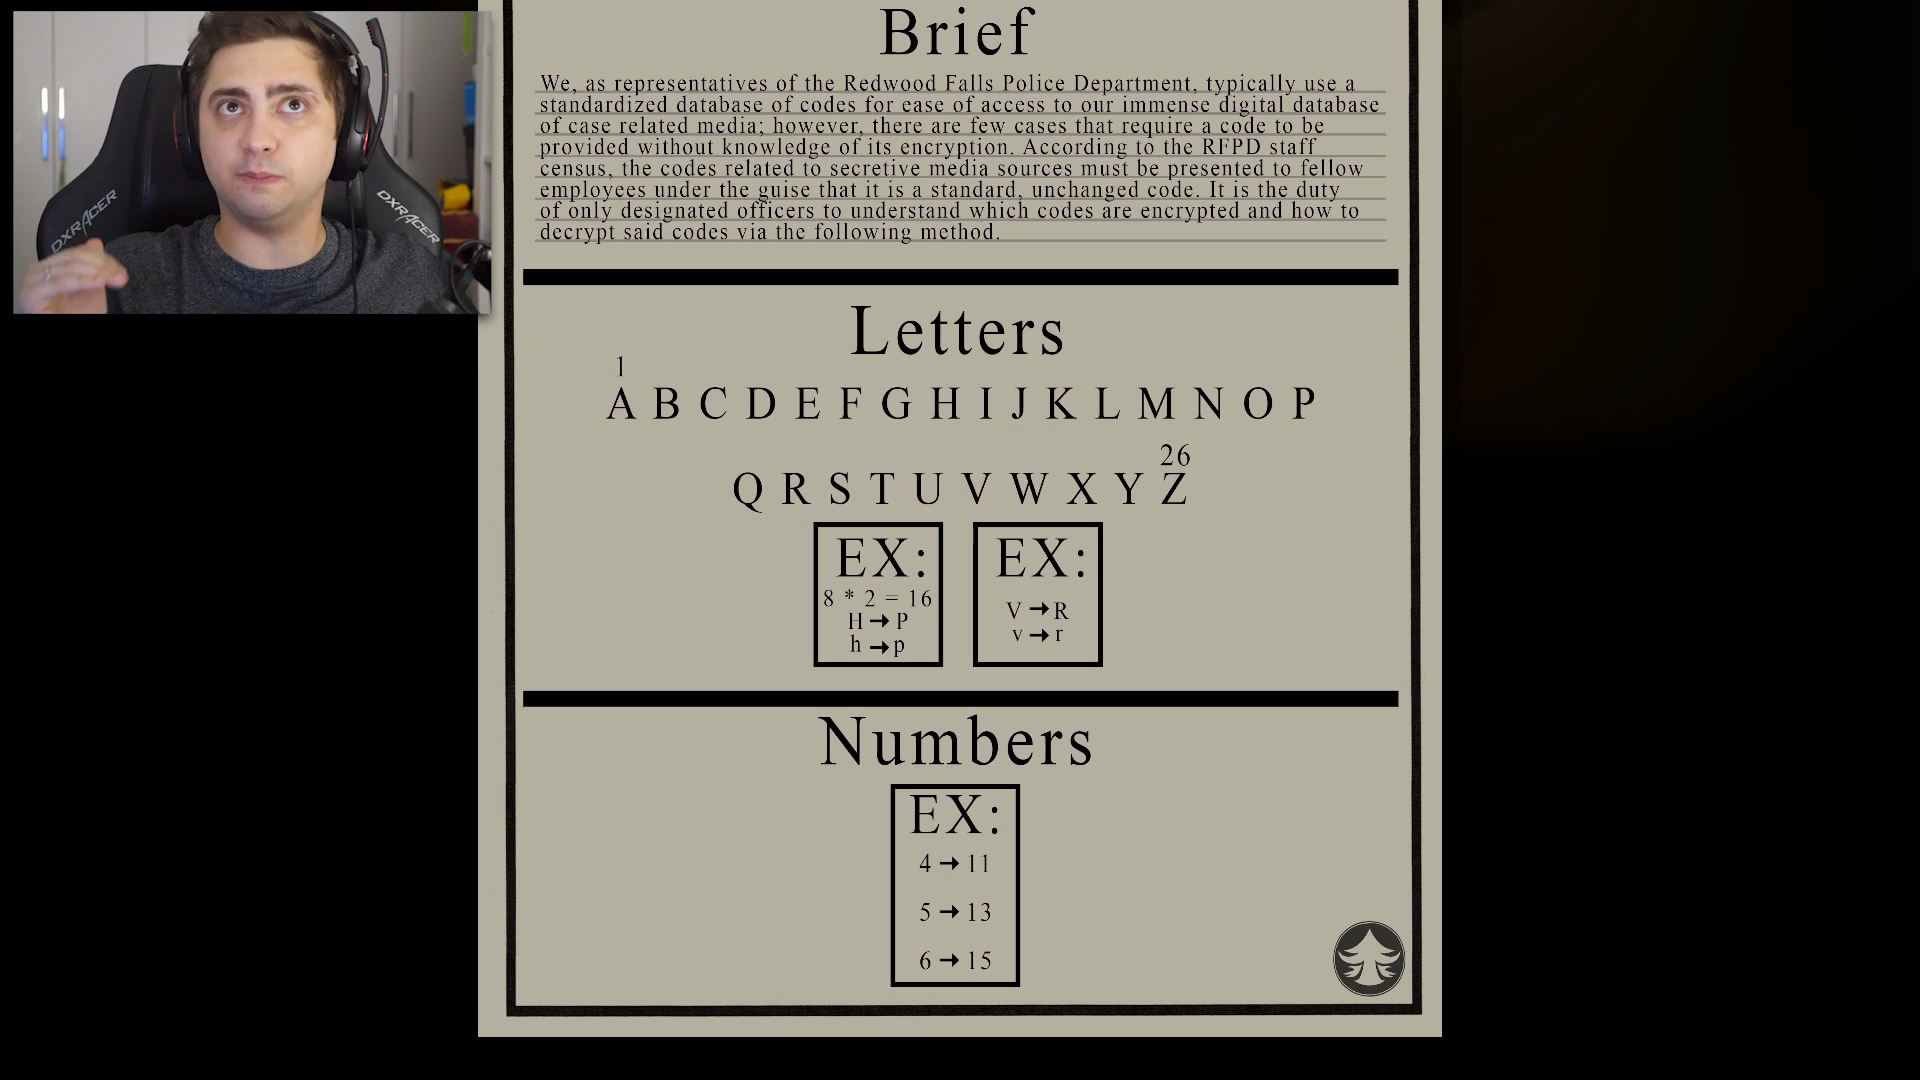 Brief
We, as representatives of the Redwood Falls Police Department, typically use a
standardized database of codes for ease of access to our immense digital database
of case related media; however, there are few cases that require a code to be
provided without knowledge of its encryption. According to the RFPD staff
census, the codes related to secretive media sources must be presented to fellow
employees under the guise that it is a standard, unchanged code. It is the duty
of only designated officers to understand which codes are encrypted and how to
decrypt said codes via the following method.
DXRACER
DXRACER
Letters
1
A B C D E F G H I J K L M N O P
26
Q R S T U V W X Y Z
EX:
8 * 2 = 16
H → P
h → p
EX:
V → R
v → r
Numbers
EX:
4 → 11
5 → 13
6 → 15